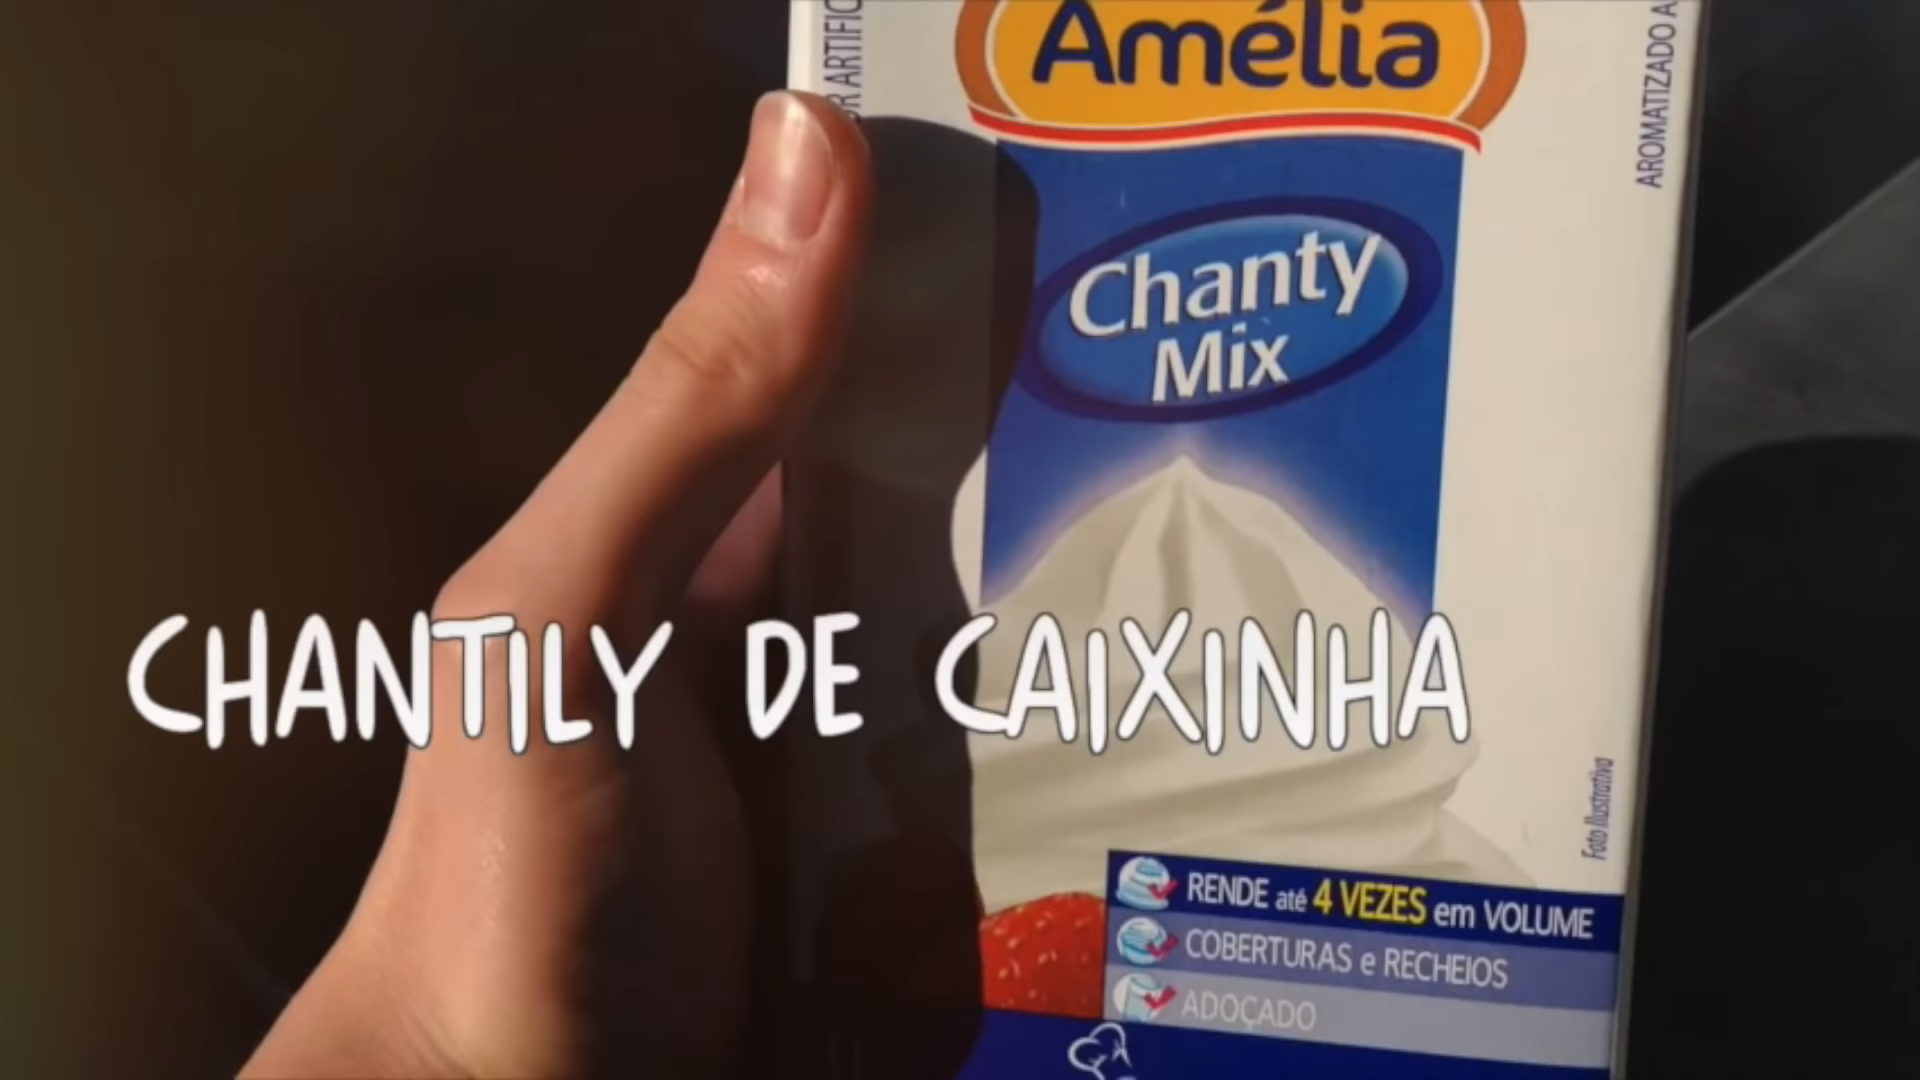 Amélia
Chanty
Mix
CHANTILY DE CAIXINHA
RENDE até 4 VEZES em VOLUME
COBERTURAS e RECHEIOS
ADOÇADO
AROMATIZADO
Foto Ilustrativa